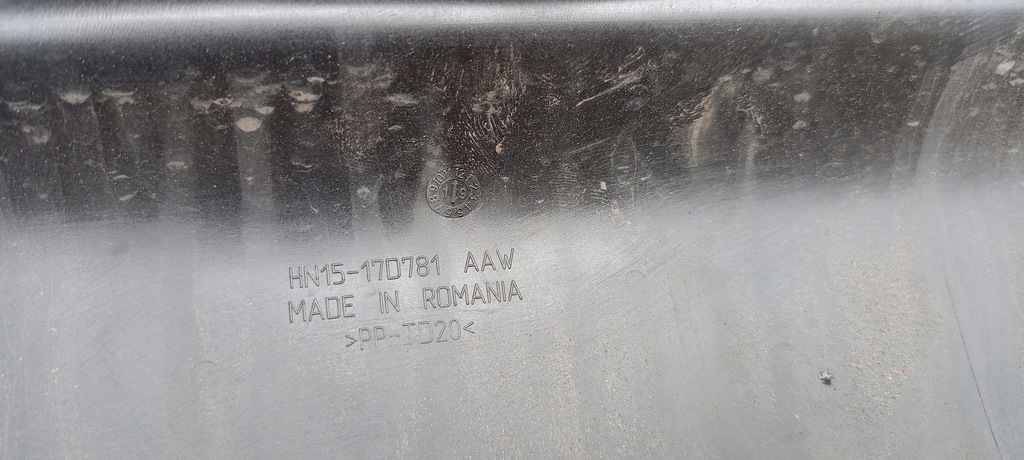 HN15-17D781 AAW
MADE IN ROMANIA
>PP-TD20<